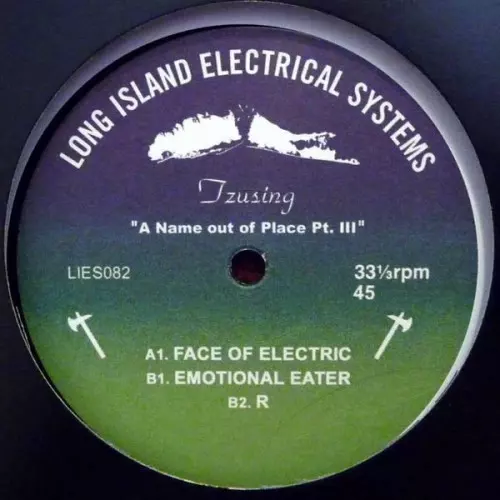 LONG ISLAND ELECTRICAL SYSTEMS
Tzusing
"A Name out of Place Pt. III"
LIES082
33⅓rpm
45
A1. FACE OF ELECTRIC
B1. EMOTIONAL EATER
B2. R